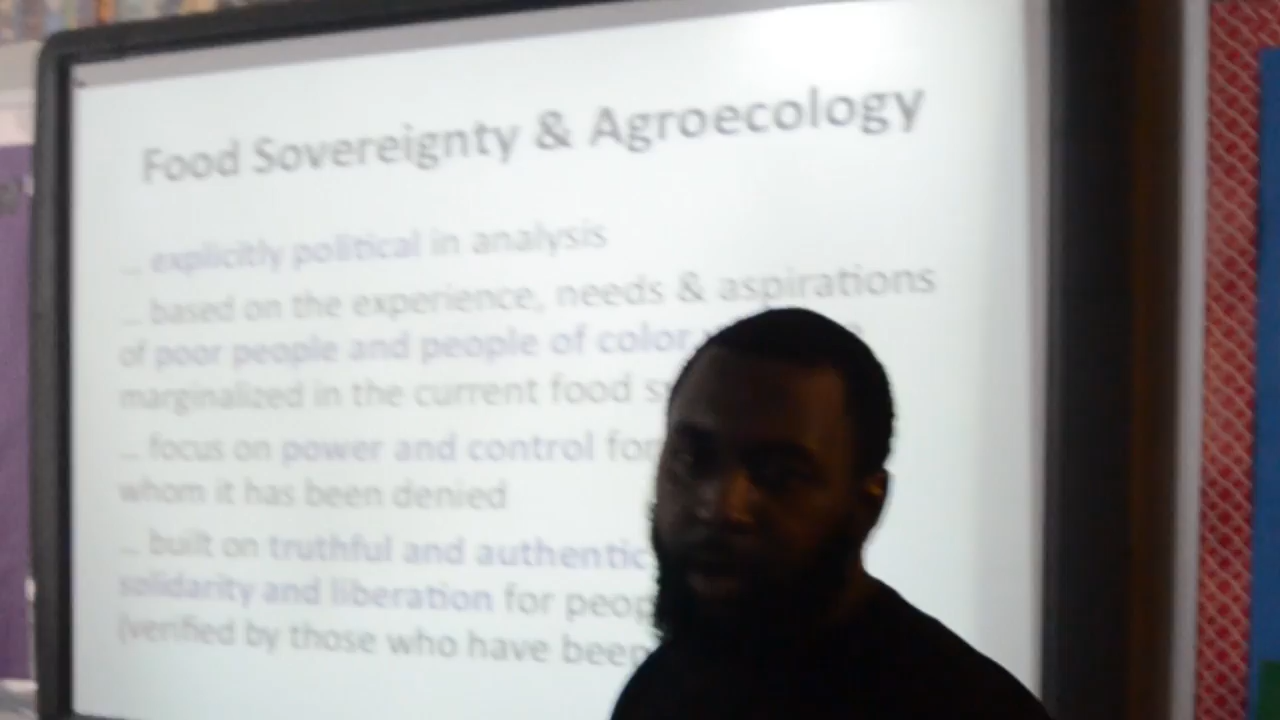 Food Sovereignty & Agroecology
... explicitly political in analysis
... based on the experience, needs & aspirations
of poor people and people of color
marginalized in the current food
... focus on power and control for
whom it has been denied
... built on truthful and authentic
solidarity and liberation for
(verified by those who have been